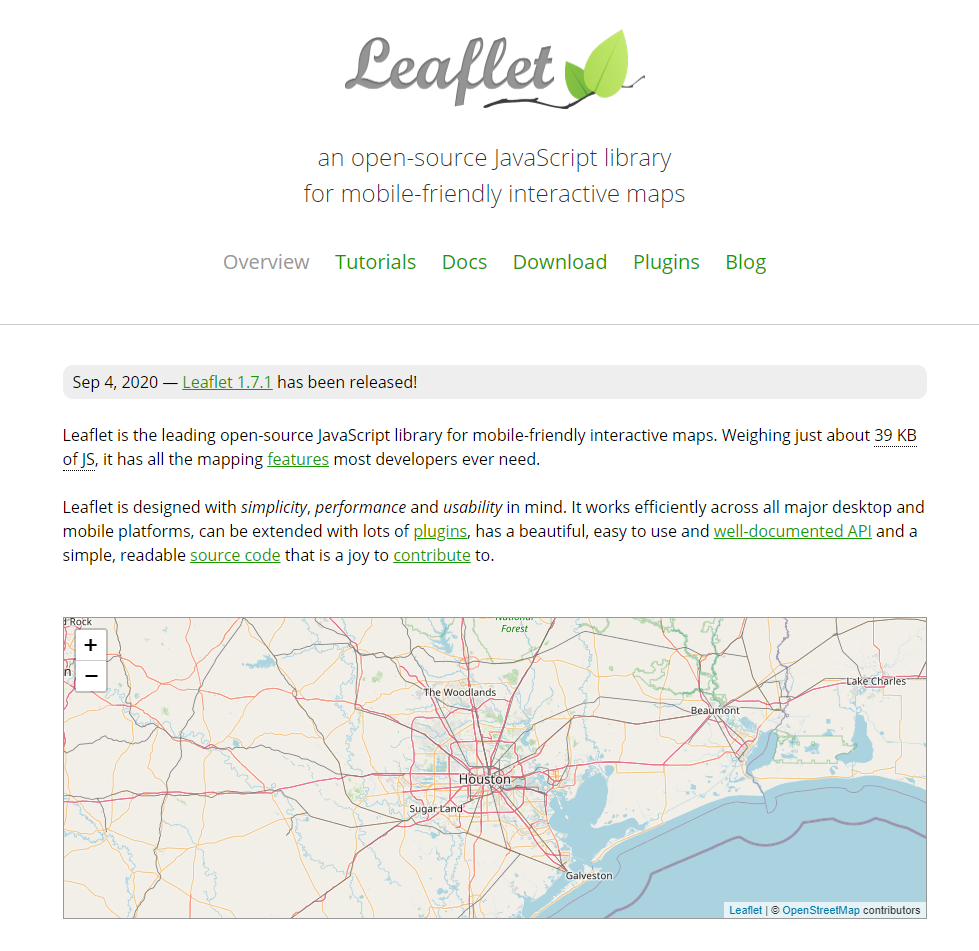 Leaflet
an open-source JavaScript library
for mobile-friendly interactive maps
Overview Tutorials Docs Download Plugins Blog
Sep 4, 2020 — Leaflet 1.7.1 has been released!
Leaflet is the leading open-source JavaScript library for mobile-friendly interactive maps. Weighing just about 39 KB
of JS, it has all the mapping features most developers ever need.
Leaflet is designed with simplicity, performance and usability in mind. It works efficiently across all major desktop and
mobile platforms, can be extended with lots of plugins, has a beautiful, easy to use and well-documented API and a
simple, readable source code that is a joy to contribute to.
d Rock
National
Forest
+
n
−
Lake Charles
The Woodlands
Beaumont
Houston
Sugar Land
Galveston
Leaflet | © OpenStreetMap contributors